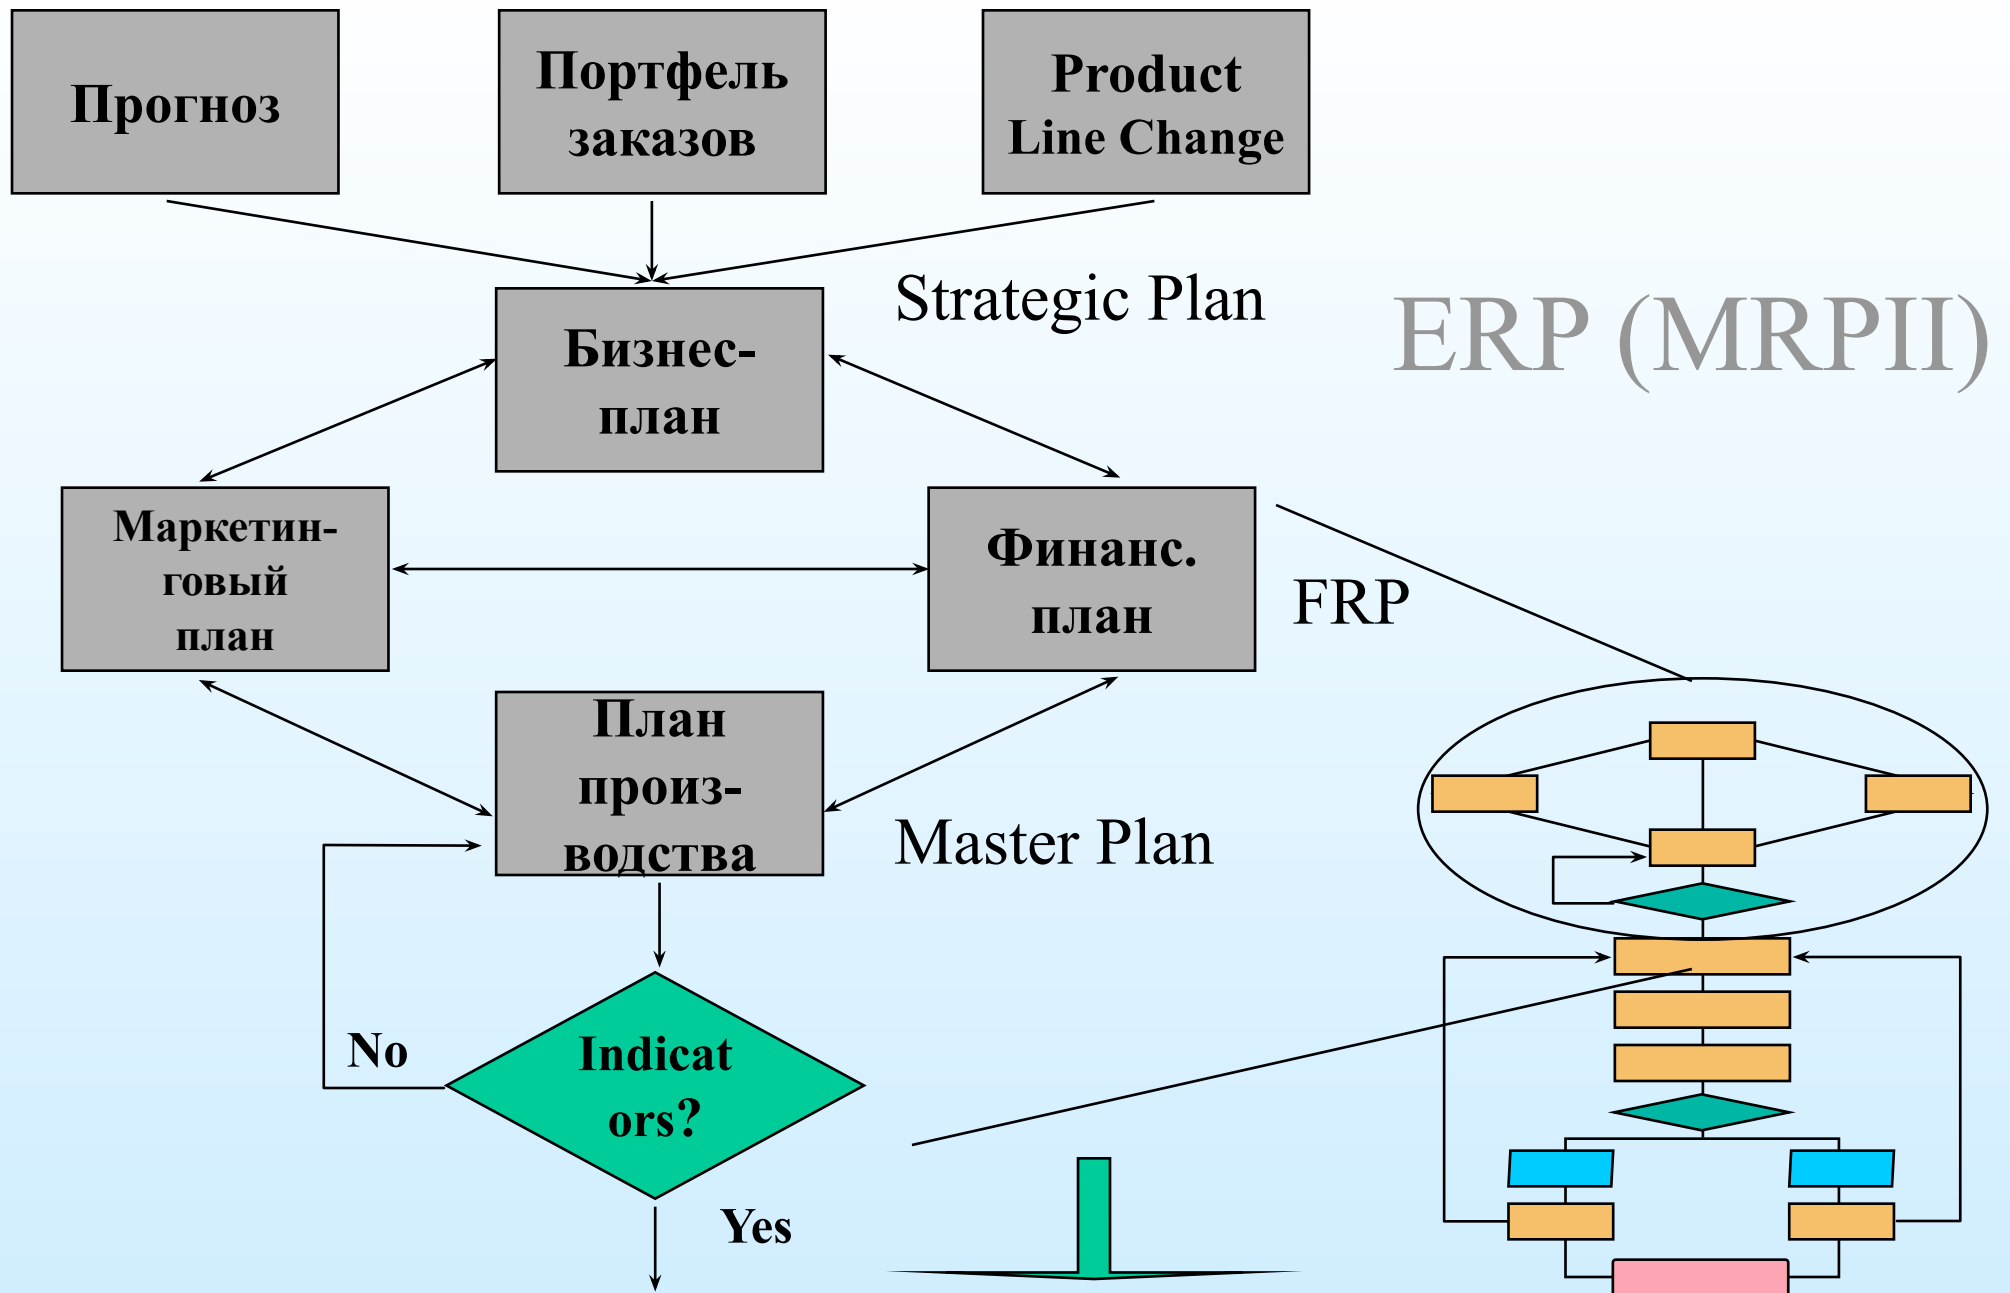 Прогноз
Портфель
заказов
Product
Line Change
Strategic Plan
ERP (MRPII)
Бизнес-
план
Маркетин-
говый
план
Финанс.
план
FRP
План
произ-
водства
Master Plan
No
Indicat
ors?
Yes